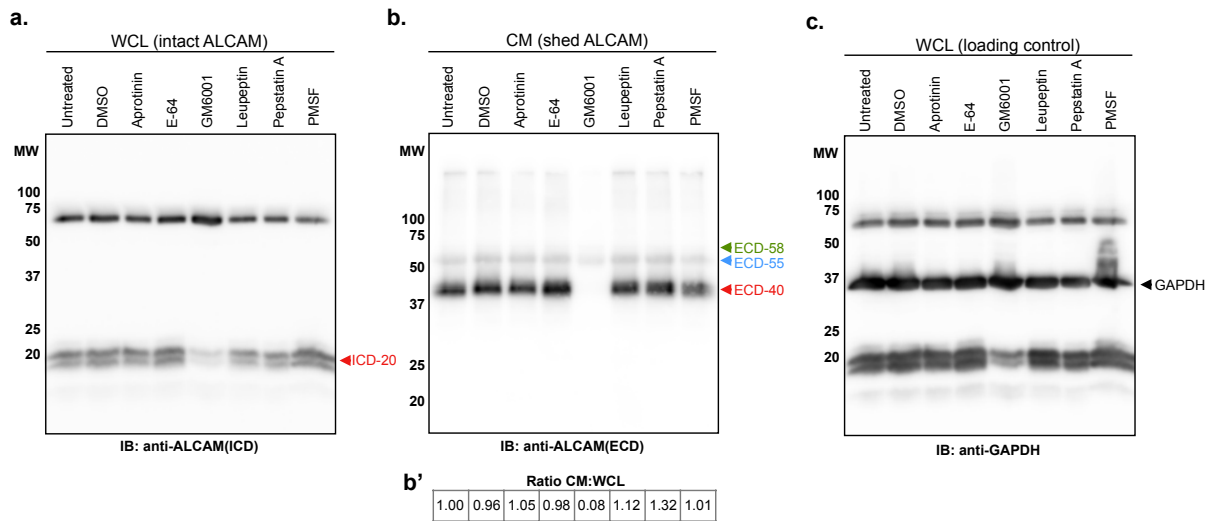 a.
WCL (intact ALCAM)
Untreated
DMSO
Aprotinin
E-64
GM6001
Leupeptin
Pepstatin A
PMSF
MW
100
75
50
37
25
20
ICD-20
IB: anti-ALCAM(ICD)
b.
CM (shed ALCAM)
Untreated
DMSO
Aprotinin
E-64
GM6001
Leupeptin
Pepstatin A
PMSF
MW
100
75
50
37
25
20
ECD-58
ECD-55
ECD-40
IB: anti-ALCAM(ECD)
b'
Ratio CM:WCL
1.00 0.96 1.05 0.98 0.08 1.12 1.32 1.01
c.
WCL (loading control)
Untreated
DMSO
Aprotinin
E-64
GM6001
Leupeptin
Pepstatin A
PMSF
MW
100
75
50
37
25
20
GAPDH
IB: anti-GAPDH